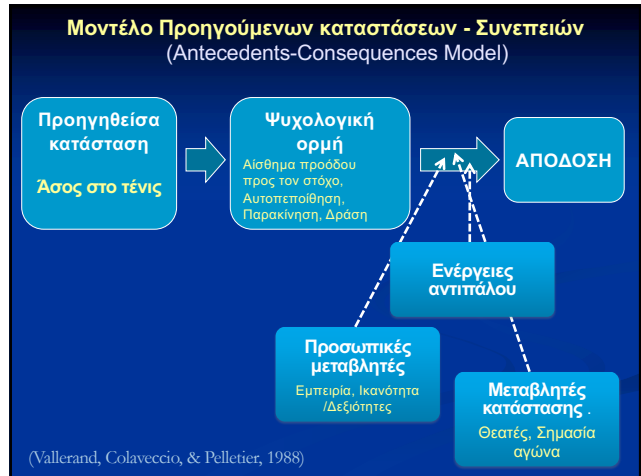 Μοντέλο Προηγούμενων καταστάσεων - Συνεπειών
(Antecedents-Consequences Model)
Προηγηθείσα
κατάσταση
Άσος στο τένις
Ψυχολογική
ορμή
Αίσθημα προόδου
προς τον στόχο,
Αυτοπεποίθηση,
Παρακίνηση, Δράση
ΑΠΟΔΟΣΗ
Ενέργειες
αντιπάλου
Προσωπικές
μεταβλητές
Εμπειρία, Ικανότητα
/Δεξιότητες
Μεταβλητές
κατάστασης .
Θεατές, Σημασία
αγώνα
(Vallerand, Colaveccio, & Pelletier, 1988)